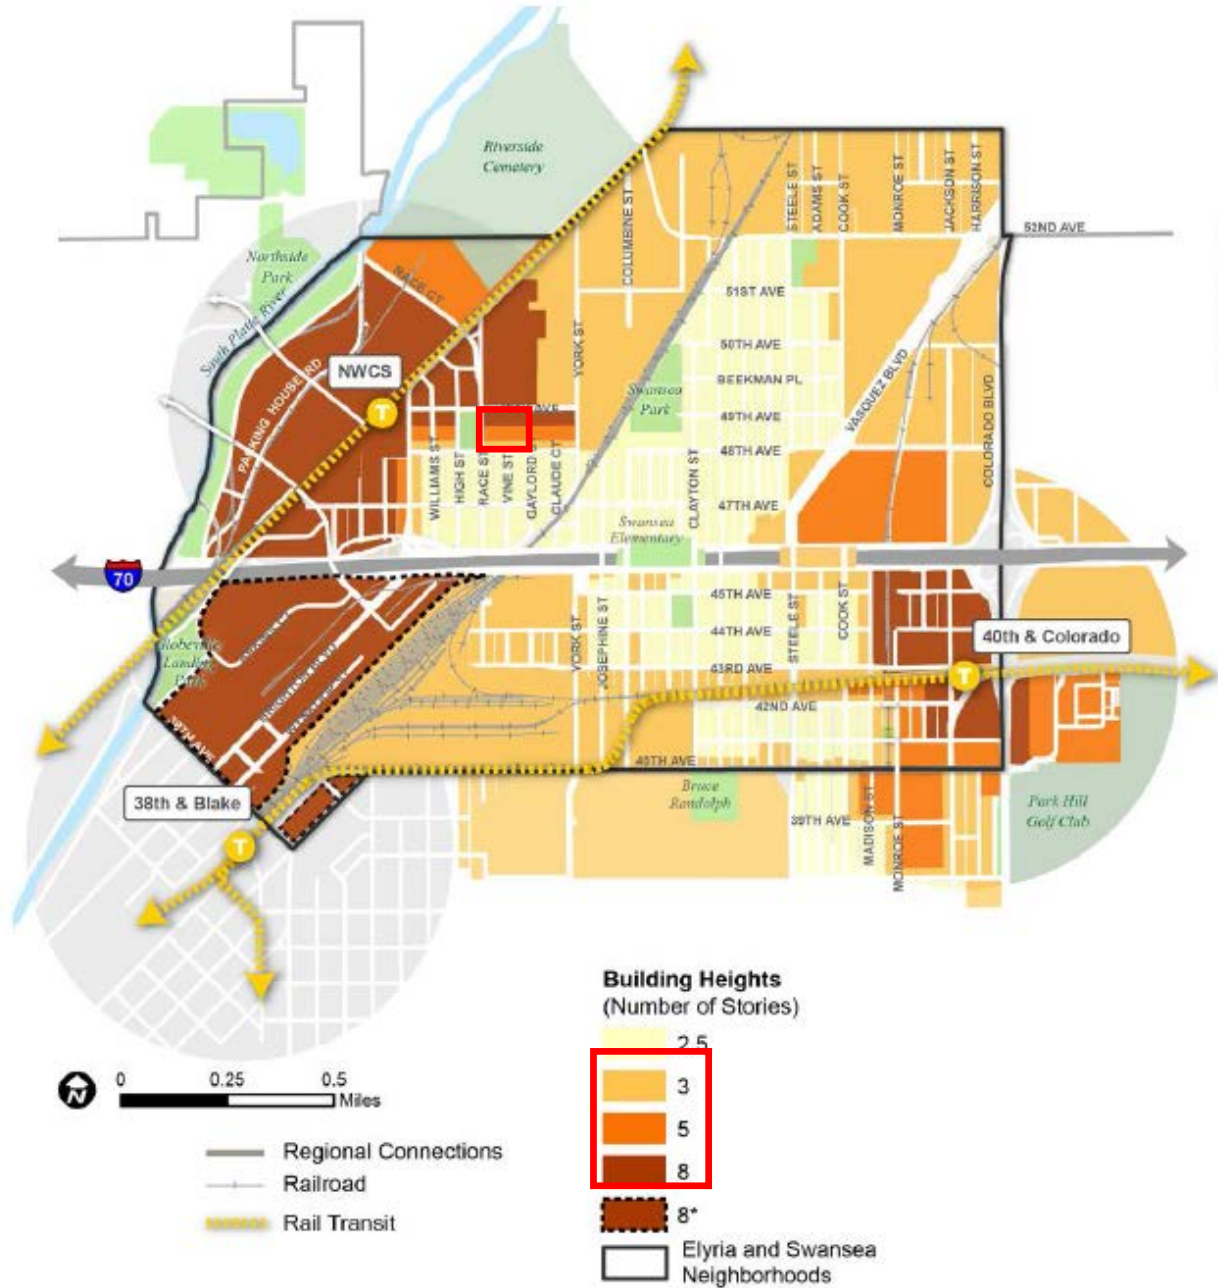 Riverside
Cemetery
Northside
Park
South Platte River
RACE CT
PACKING HOUSE RD
NWCS
T
COLUMBINE ST
YORK ST
STEELE ST
ADAMS ST
COOK ST
MONROE ST
JACKSON ST
HARRISON ST
52ND AVE
51ST AVE
50TH AVE
BEEKMAN PL
49TH AVE
48TH AVE
47TH AVE
VASQUEZ BLVD
COLORADO BLVD
Swansea
Park
AVE
WILLIAMS ST
HIGH ST
RACE ST
VINE ST
GAYLORD
CLAUDE CT
CLAYTON ST
Swansea
Elementary
70
45TH AVE
44TH AVE
43RD AVE
42ND AVE
40TH AVE
39TH AVE
YORK ST
JOSEPHINE ST
STEELE ST
COOK ST
MADISON ST
MONROE ST
40th & Colorado
T
BRIGHTON BLVD
38th & Blake
T
Bruce
Randolph
Park Hill
Golf Club
Building Heights
(Number of Stories)
2.5
3
5
8
8*
Elyria and Swansea
Neighborhoods
N
0 0.25 0.5
Miles
Regional Connections
Railroad
Rail Transit